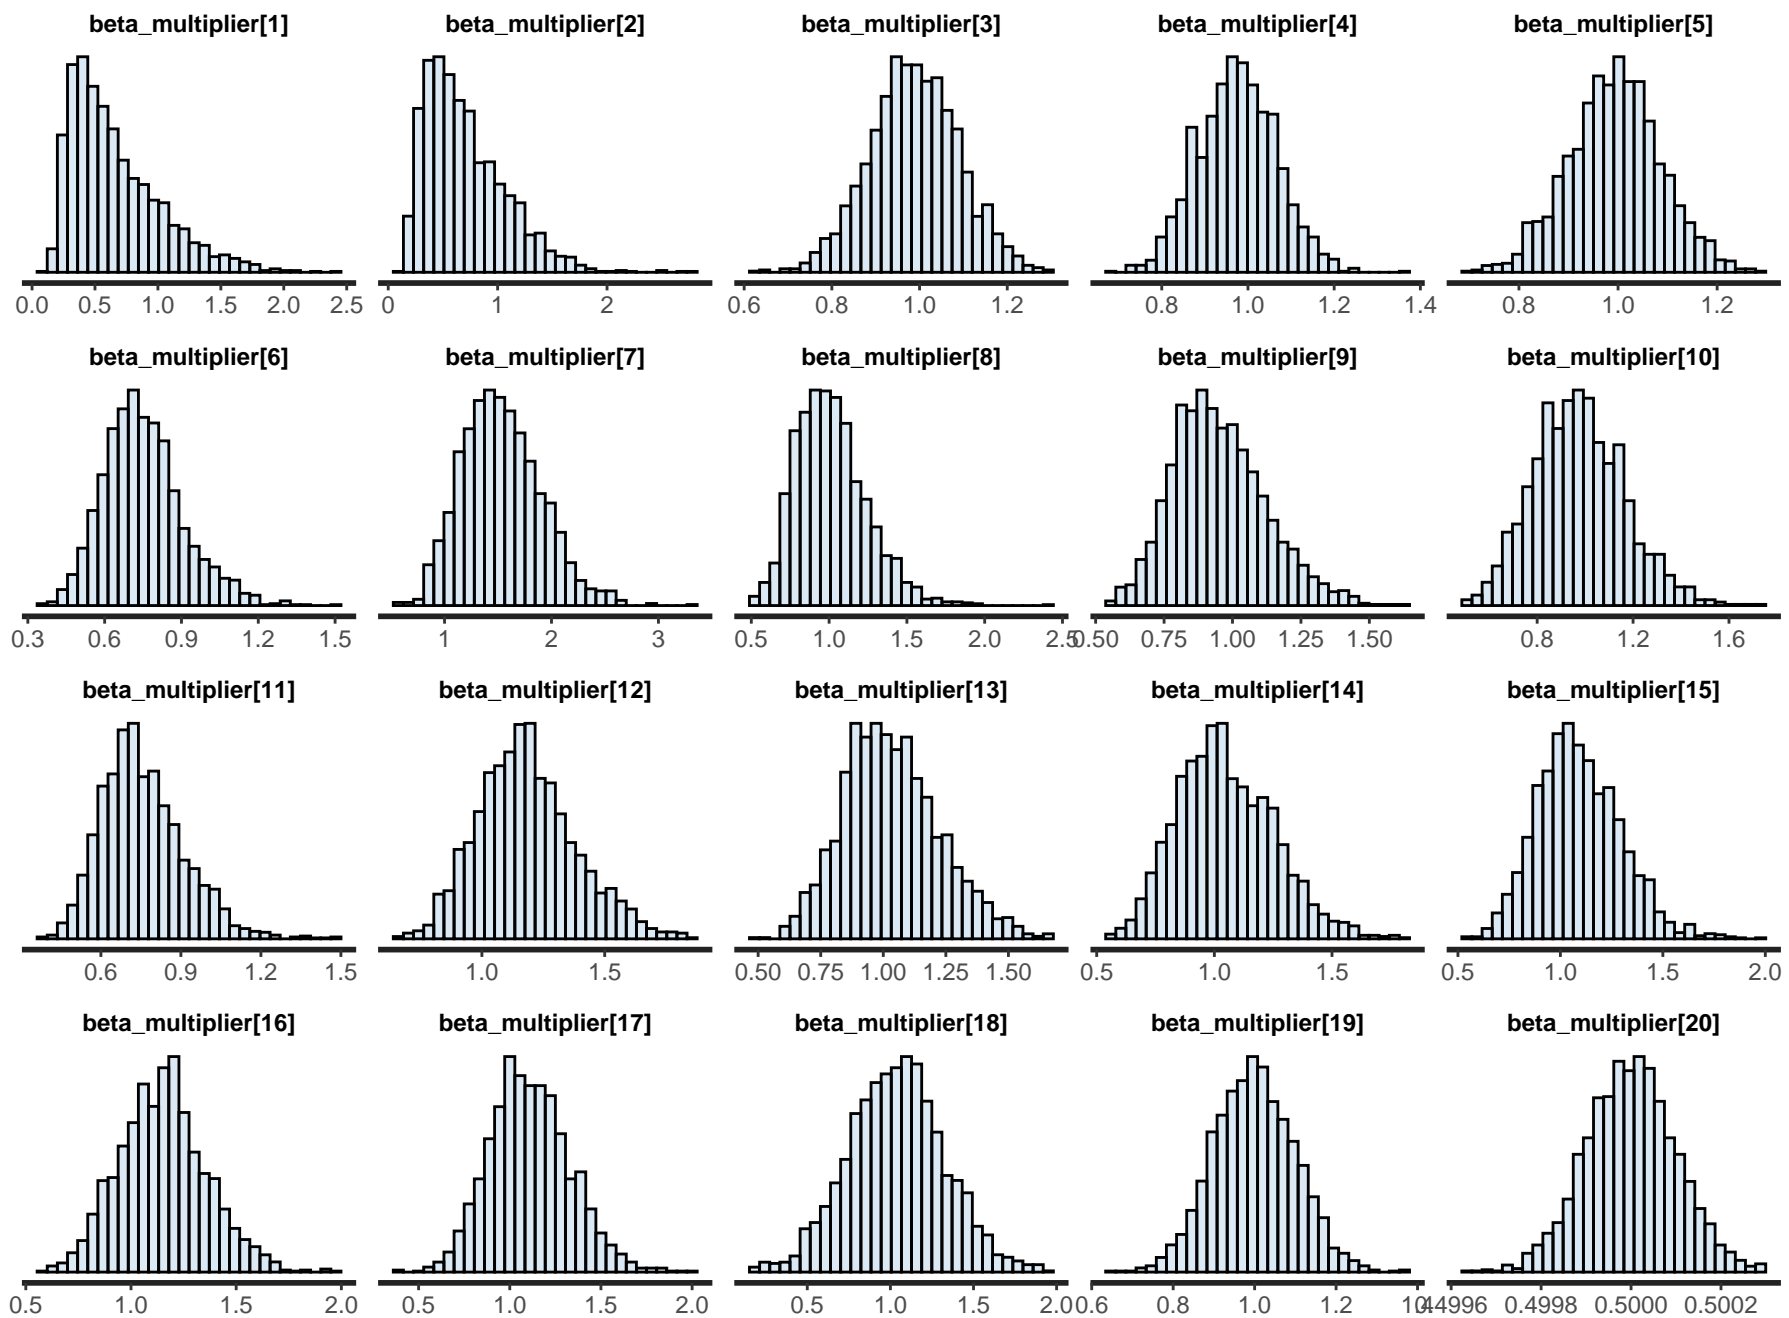 beta_multiplier[1] beta_multiplier[2] beta_multiplier[3] beta_multiplier[4] beta_multiplier[5]
0.0 0.5 1.0 1.5 2.0 2.5 0 1 2 0.6 0.8 1.0 1.2 0.8 1.0 1.2 1.4 0.8 1.0 1.2
beta_multiplier[6] beta_multiplier[7] beta_multiplier[8] beta_multiplier[9] beta_multiplier[10]
0.3 0.6 0.9 1.2 1.5 1 2 3 0.5 1.0 1.5 2.0 2.5 0.50 0.75 1.00 1.25 1.50 0.8 1.2 1.6
beta_multiplier[11] beta_multiplier[12] beta_multiplier[13] beta_multiplier[14] beta_multiplier[15]
0.6 0.9 1.2 1.5 1.0 1.5 0.50 0.75 1.00 1.25 1.50 0.5 1.0 1.5 0.5 1.0 1.5 2.0
beta_multiplier[16] beta_multiplier[17] beta_multiplier[18] beta_multiplier[19] beta_multiplier[20]
0.5 1.0 1.5 2.0 0.5 1.0 1.5 2.0 0.5 1.0 1.5 2.0 0.6 0.8 1.0 1.2 1.4 0.4996 0.4998 0.5000 0.5002